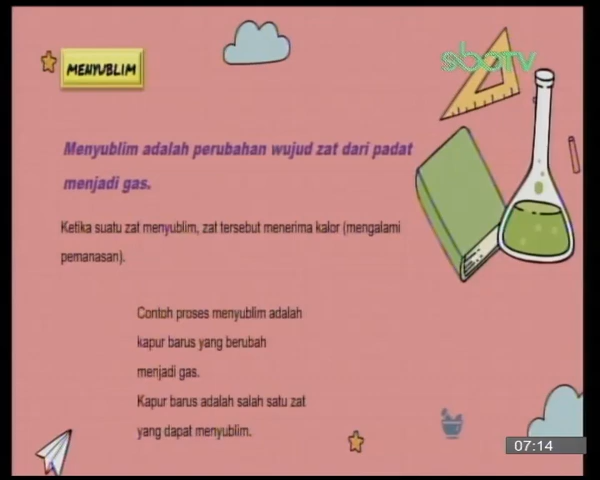 MENYUBLIM
sboTV
Menyublim adalah perubahan wujud zat dari padat
menjadi gas.
Ketika suatu zat menyublim, zat tersebut menerima kalor (mengalami
pemanasan).
Contoh proses menyublim adalah
kapur barus yang berubah
menjadi gas.
Kapur barus adalah salah satu zat
yang dapat menyublim.
07:14